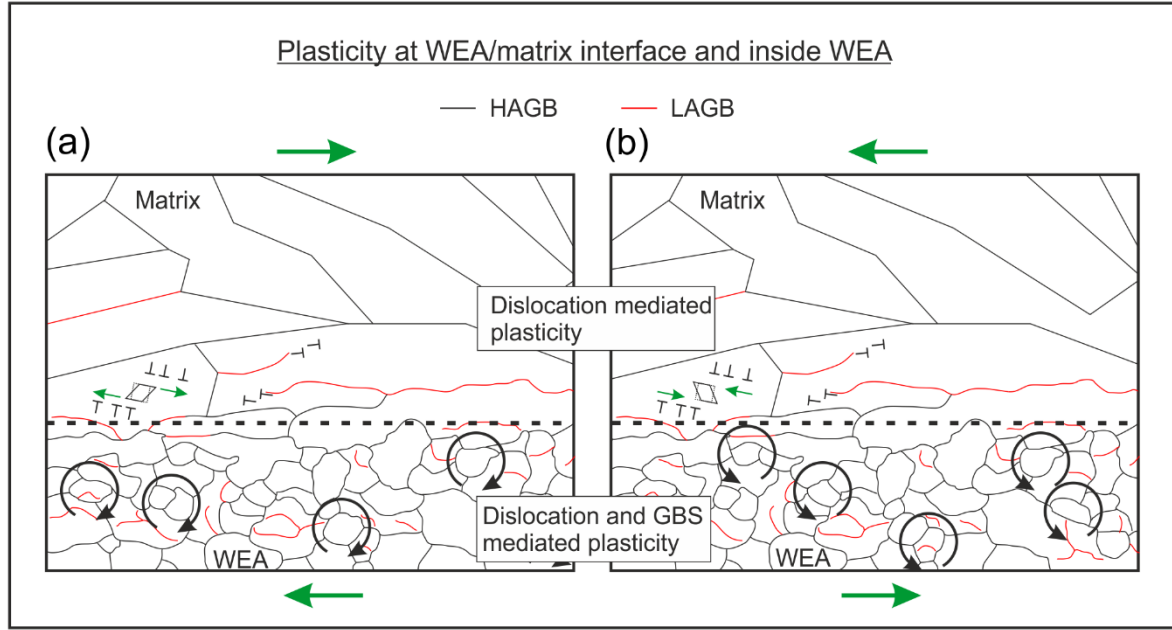 Plasticity at WEA/matrix interface and inside WEA
HAGB
LAGB
(a)
(b)
Matrix
Matrix
Dislocation mediated
plasticity
Dislocation and GBS
mediated plasticity
WEA
WEA